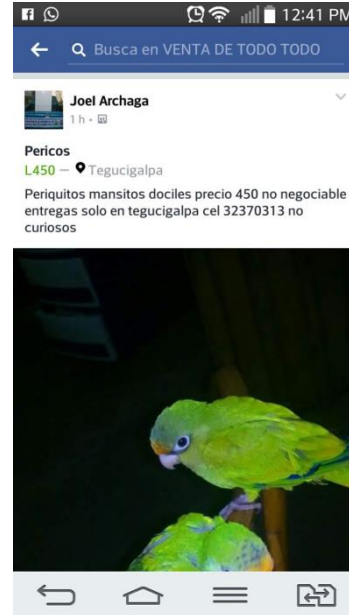 12:41 PM
Busca en VENTA DE TODO TODO
Joel Archaga
1 h ·
Pericos
L450 — Tegucigalpa
Periquitos mansitos dociles precio 450 no negociable
entregas solo en tegucigalpa cel 32370313 no
curiosos